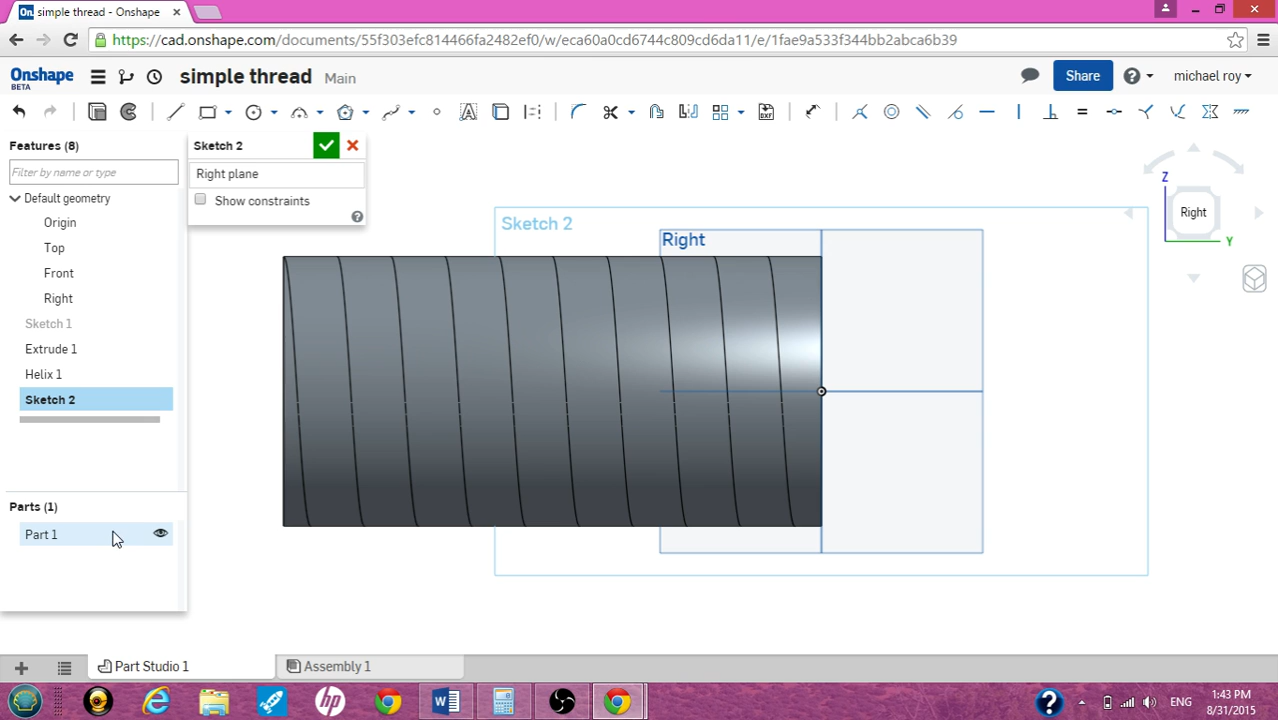 simple thread - Onshape
https://cad.onshape.com/documents/55f303efc814466fa2482ef0/w/eca60a0cd6744c809cd6da11/e/1fae9a533f344bb2abca6b39
Onshape
BETA
simple thread Main
Share
michael roy
Features (8)
Filter by name or type
Default geometry
Origin
Top
Front
Right
Sketch 1
Extrude 1
Helix 1
Sketch 2
Parts (1)
Part 1
Sketch 2
Right plane
Show constraints
Sketch 2
Right
Z
Right
Y
Part Studio 1
Assembly 1
ENG
1:43 PM
8/31/2015